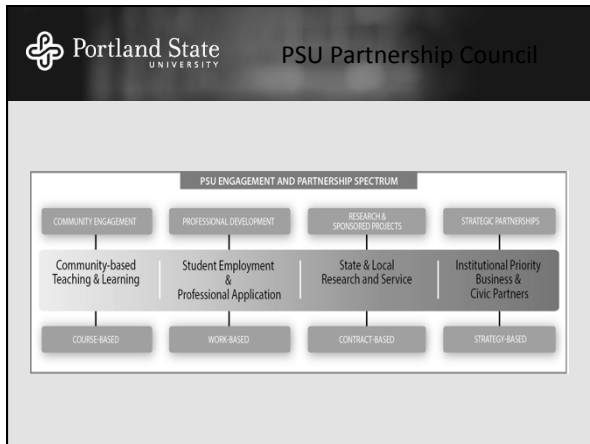 Portland State
UNIVERSITY
PSU Partnership Council
PSU ENGAGEMENT AND PARTNERSHIP SPECTRUM
COMMUNITY ENGAGEMENT
PROFESSIONAL DEVELOPMENT
RESEARCH &
SPONSORED PROJECTS
STRATEGIC PARTNERSHIPS
Community-based
Teaching & Learning
Student Employment
&
Professional Application
State & Local
Research and Service
Institutional Priority
Business &
Civic Partners
COURSE-BASED
WORK-BASED
CONTRACT-BASED
STRATEGY-BASED